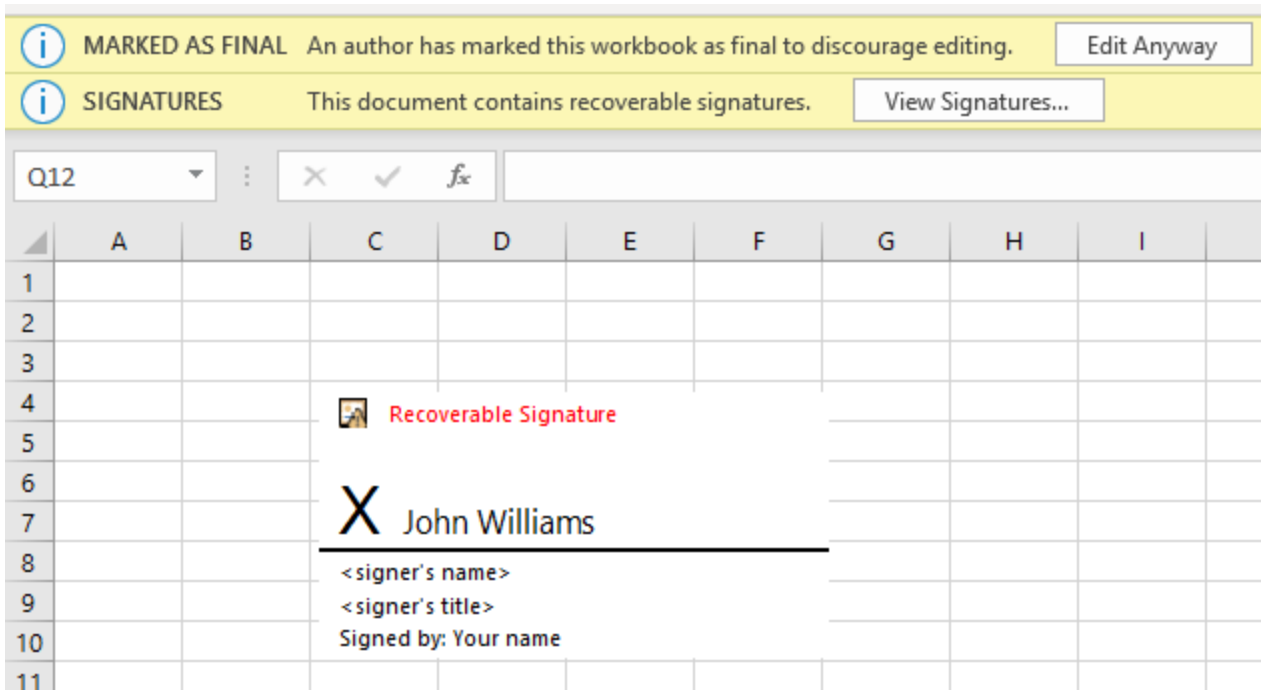 MARKED AS FINAL An author has marked this workbook as final to discourage editing. Edit Anyway
SIGNATURES This document contains recoverable signatures. View Signatures...
Q12 fx
A B C D E F G H I
1
2
3
4 Recoverable Signature
5
6
7 X John Williams
8 <signer's name>
9 <signer's title>
10 Signed by: Your name
11